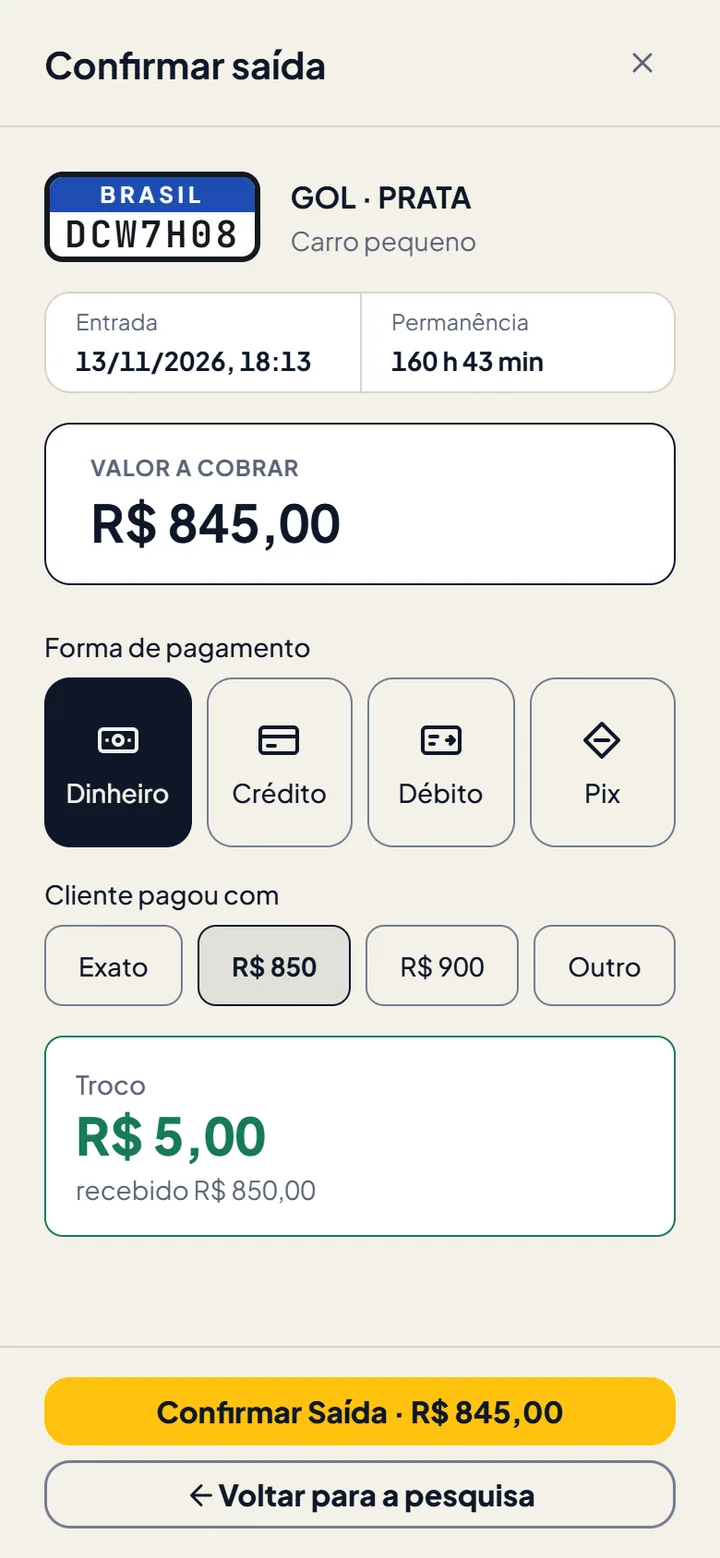 Confirmar saída
BRASIL
DCW7H08
GOL · PRATA
Carro pequeno
Entrada
13/11/2026, 18:13
Permanência
160 h 43 min
VALOR A COBRAR
R$ 845,00
Forma de pagamento
Dinheiro
Crédito
Débito
Pix
Cliente pagou com
Exato
R$ 850
R$ 900
Outro
Troco
R$ 5,00
recebido R$ 850,00
Confirmar Saída · R$ 845,00
← Voltar para a pesquisa